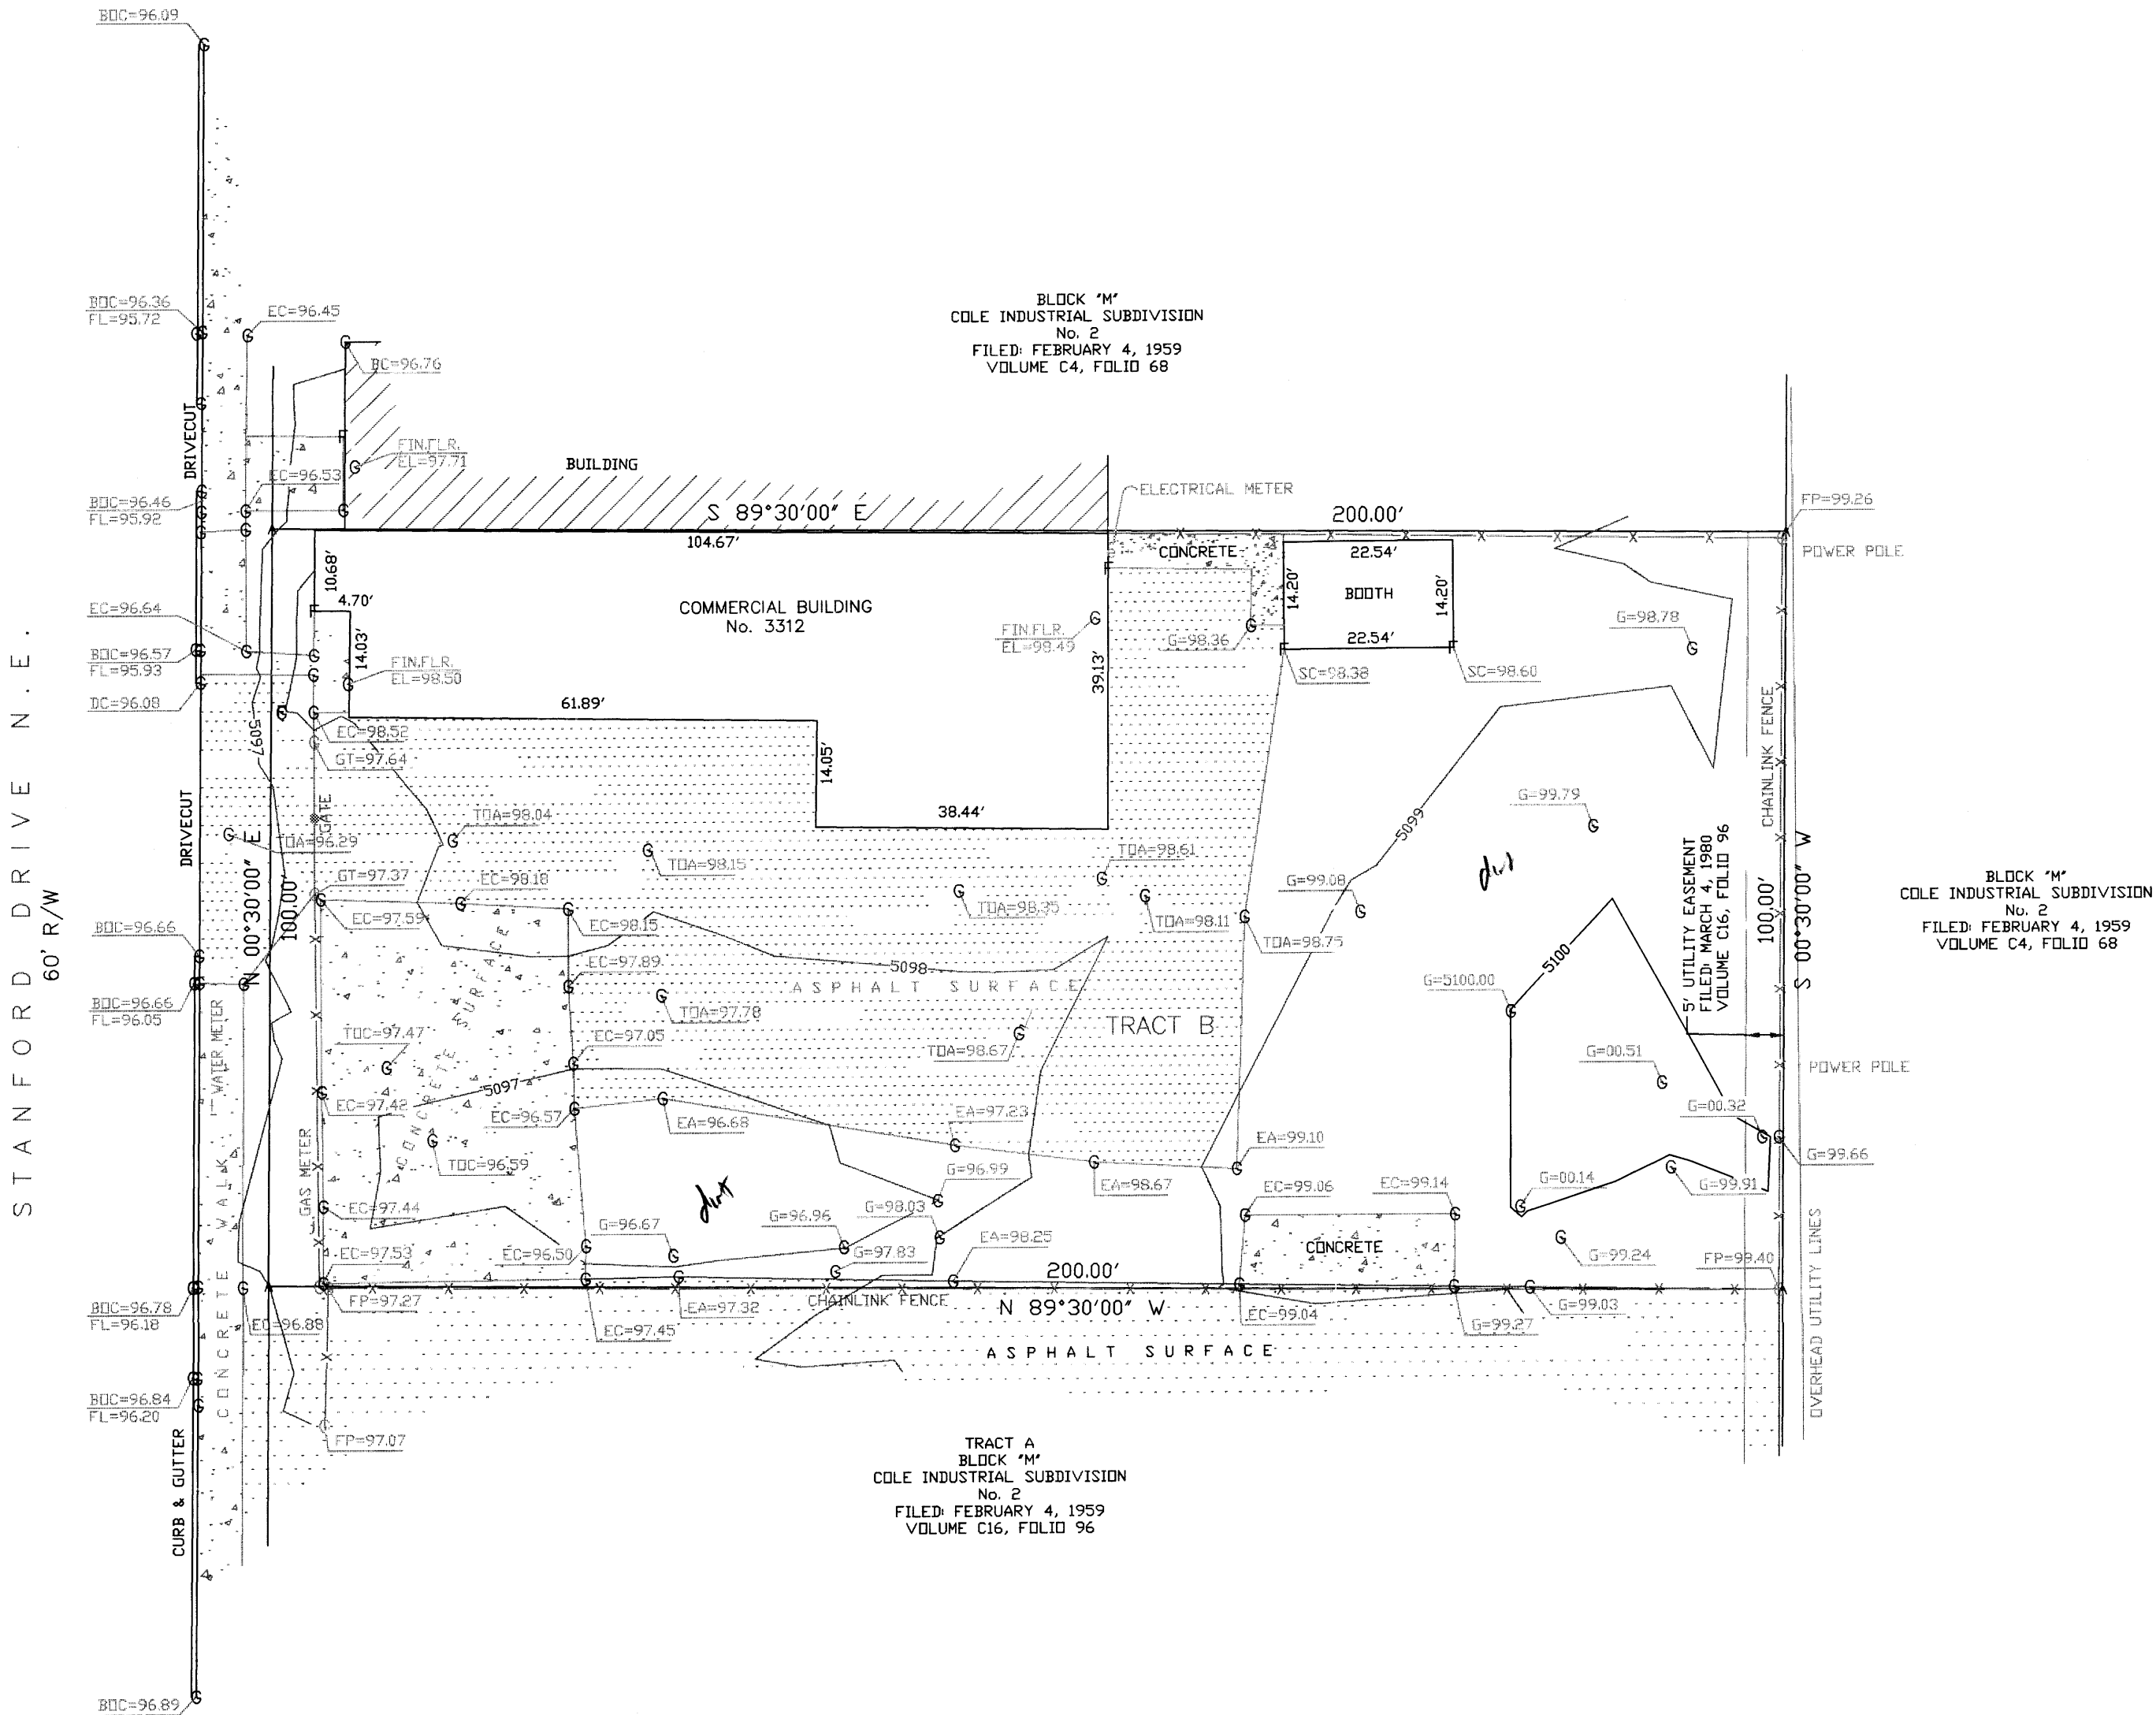 BOC=96.09
BOC=96.36
FL=95.72
EC=96.45
BC=96.76
BLOCK "M"
COLE INDUSTRIAL SUBDIVISION
No. 2
FILED: FEBRUARY 4, 1959
VOLUME C4, FOLIO 68
DRIVECUT
FIN.FLR.
EL=97.71
BUILDING
EC=96.53
BOC=96.46
FL=95.92
ELECTRICAL METER
FP=99.26
S 89°30'00" E
200.00'
104.67'
CONCRETE
22.54'
POWER POLE
10.68'
4.70'
COMMERCIAL BUILDING
No. 3312
14.20'
BOOTH
14.20'
EC=96.64
FIN.FLR.
EL=98.49
G=98.36
22.54'
G=98.78
BOC=96.57
FL=95.93
14.03'
FIN.FLR.
EL=98.50
39.13'
SC=98.38
SC=98.60
DC=96.08
61.89'
5097
EC=98.52
GT=97.64
14.05'
CHAINLINK FENCE
STANFORD DRIVE N.E.
60' R/W
DRIVECUT
GATE
38.44'
G=99.79
5099
TOA=96.29
TOA=98.04
TOA=98.15
TOA=98.61
dirt
GT=97.37
EC=98.18
G=99.08
EC=97.59
EC=98.15
TOA=98.35
TOA=98.11
TOA=98.75
N 00°30'00" E
100.00'
5' UTILITY EASEMENT
FILED: MARCH 4, 1980
VOLUME C16, FOLIO 96
100.00'
S 00°30'00" W
BLOCK "M"
COLE INDUSTRIAL SUBDIVISION
No. 2
FILED: FEBRUARY 4, 1959
VOLUME C4, FOLIO 68
BOC=96.66
EC=97.89
5098
5100
ASPHALT SURFACE
G=5100.00
BOC=96.66
FL=96.05
CONCRETE SURFACE
TOA=97.78
TRACT B
TOC=97.47
EC=97.05
TOA=98.67
G=00.51
POWER POLE
WATER METER
5097
EC=97.42
EC=96.57
EA=96.68
EA=97.23
G=00.32
GAS METER
TOC=96.59
EA=99.10
G=99.66
EA=98.67
G=96.99
G=99.91
dirt
EC=97.44
EC=99.06
EC=99.14
G=00.14
G=98.03
G=96.67
G=96.96
EC=97.53
EC=96.50
G=97.83
EA=98.25
CONCRETE
G=99.24
FP=99.40
CONCRETE WALK
200.00'
OVERHEAD UTILITY LINES
BOC=96.78
FL=96.18
FP=97.27
EA=97.32
CHAINLINK FENCE
N 89°30'00" W
EC=99.04
G=99.27
G=99.03
EC=96.88
EC=97.45
ASPHALT SURFACE
BOC=96.84
FL=96.20
FP=97.07
CURB & GUTTER
TRACT A
BLOCK "M"
COLE INDUSTRIAL SUBDIVISION
No. 2
FILED: FEBRUARY 4, 1959
VOLUME C16, FOLIO 96
BOC=96.89